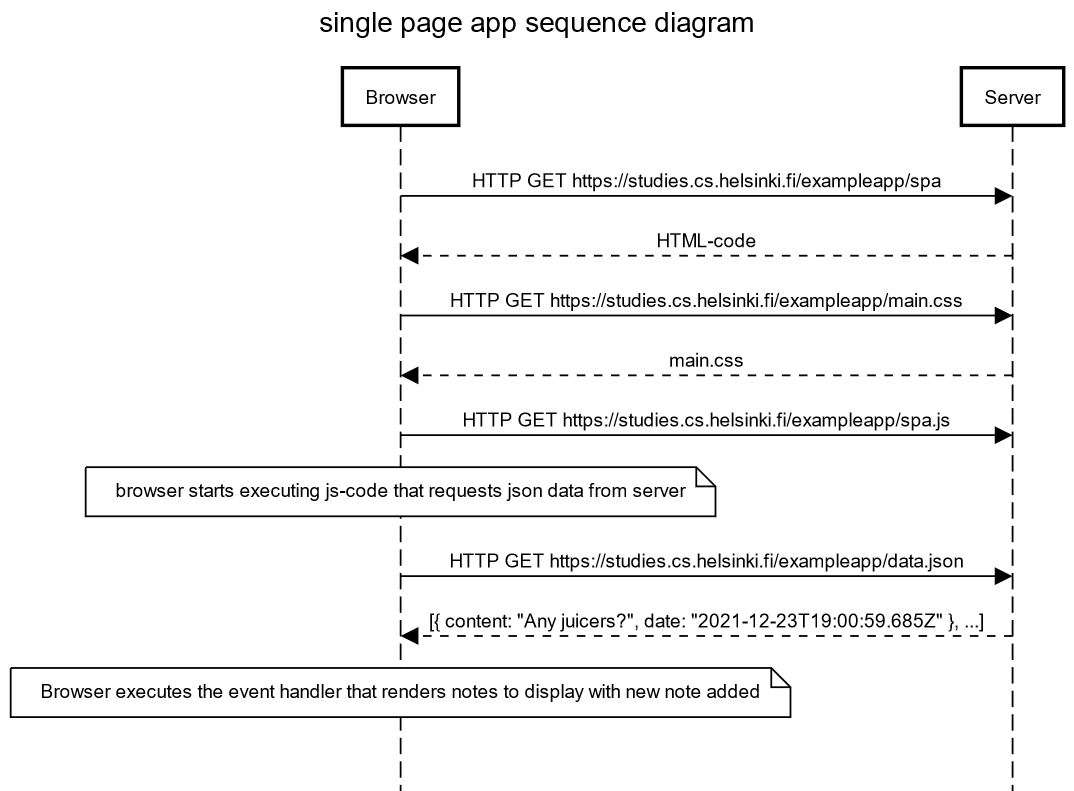 single page app sequence diagram
Browser
Server
HTTP GET https://studies.cs.helsinki.fi/exampleapp/spa
HTML-code
HTTP GET https://studies.cs.helsinki.fi/exampleapp/main.css
main.css
HTTP GET https://studies.cs.helsinki.fi/exampleapp/spa.js
browser starts executing js-code that requests json data from server
HTTP GET https://studies.cs.helsinki.fi/exampleapp/data.json
[{ content: "Any juicers?", date: "2021-12-23T19:00:59.685Z" }, ...]
Browser executes the event handler that renders notes to display with new note added